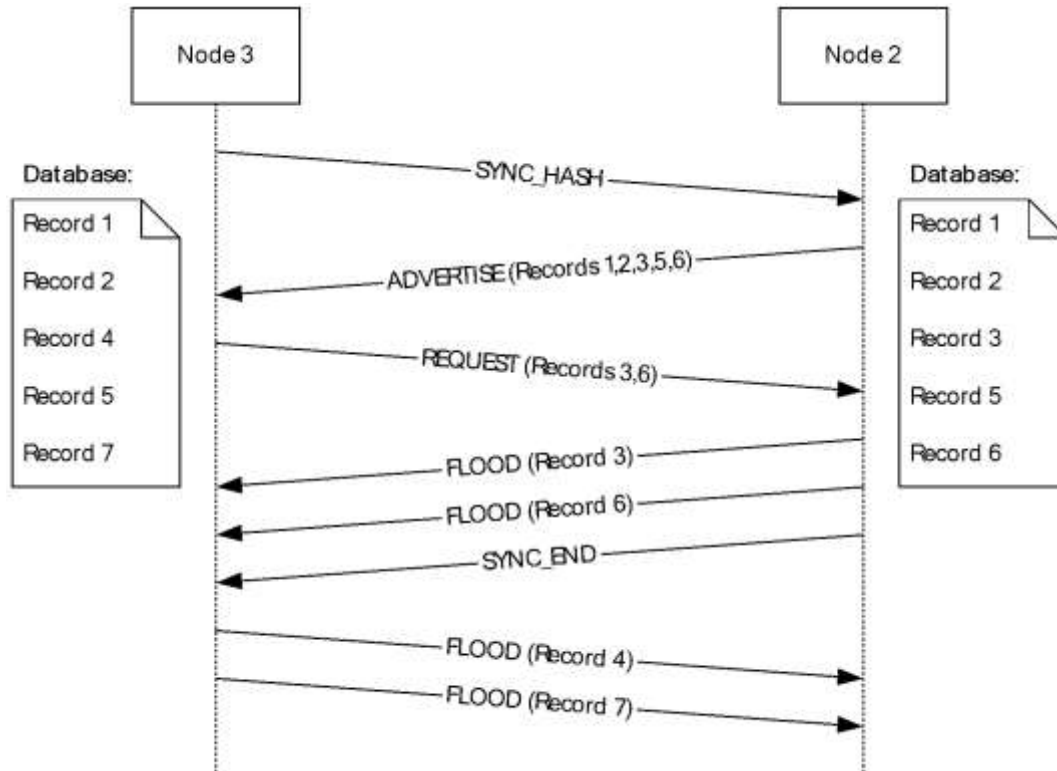 Node 3
Node 2
SYNC_HASH
Database:
Database:
Record 1
Record 1
ADVERTISE (Records 1,2,3,5,6)
Record 2
Record 2
Record 4
Record 3
REQUEST (Records 3,6)
Record 5
Record 5
Record 7
Record 6
FLOOD (Record 3)
FLOOD (Record 6)
SYNC_END
FLOOD (Record 4)
FLOOD (Record 7)